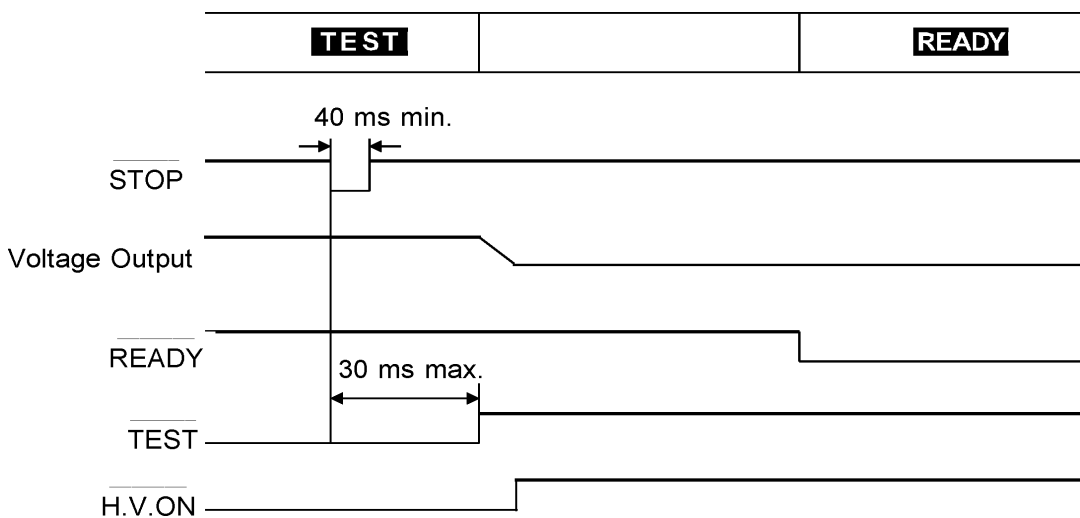 TEST
READY
40 ms min.
STOP
Voltage Output
READY
30 ms max.
TEST
H.V.ON